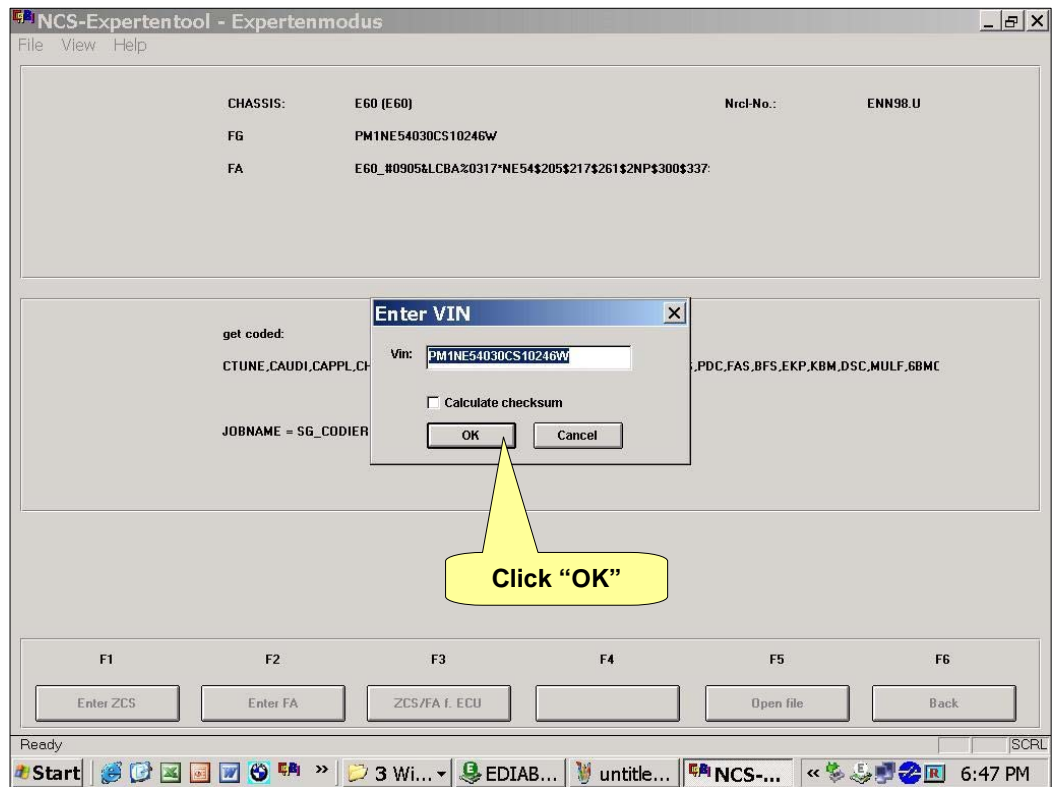 NCS-Expertentool - Expertenmodus
File View Help
CHASSIS: E60 (E60) Nrcl-No.: ENN98.U
FG PM1NE54030CS10246W
FA E60_#0905&LCBA%0317*NE54$205$217$261$2NP$300$337:
Enter VIN
get coded:
Vin: PM1NE54030CS10246W
CTUNE,CAUDI,CAPPL,CH ,PDC,FAS,BFS,EKP,KBM,DSC,MULF,6BMC
Calculate checksum
JOBNAME = SG_CODIER
OK Cancel
Click “OK”
F1 F2 F3 F4 F5 F6
Enter ZCS Enter FA ZCS/FA f. ECU Open file Back
Ready SCRL
Start » 3 Wi... EDIAB... untitle... NCS-... « 6:47 PM